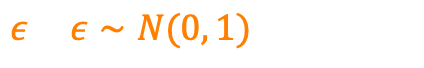 ϵ ϵ ~ N(0, 1)